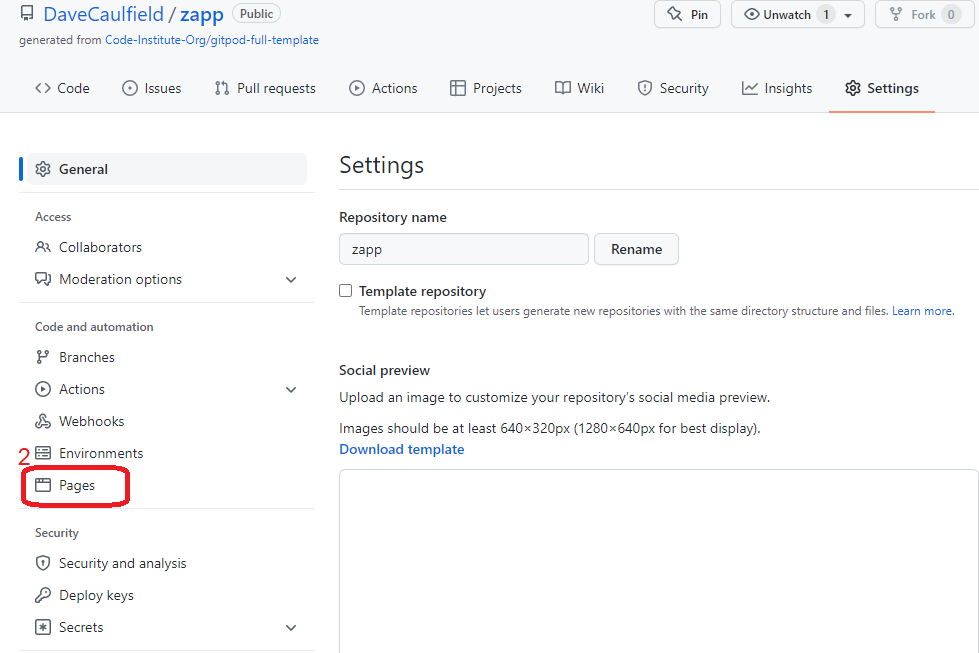 DaveCaulfield / zapp Public
Pin
Unwatch 1
Fork 0
generated from Code-Institute-Org/gitpod-full-template
Code Issues Pull requests Actions Projects Wiki Security Insights Settings
General
Access
Collaborators
Moderation options
Code and automation
Branches
Actions
Webhooks
Environments
2
Pages
Security
Security and analysis
Deploy keys
Secrets
Settings
Repository name
zapp
Rename
Template repository
Template repositories let users generate new repositories with the same directory structure and files. Learn more.
Social preview
Upload an image to customize your repository's social media preview.
Images should be at least 640×320px (1280×640px for best display).
Download template